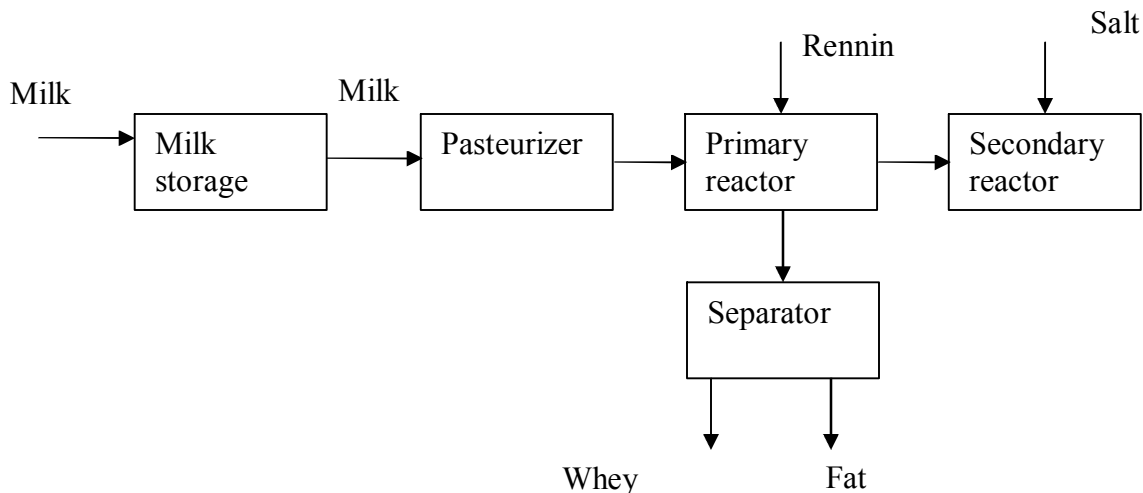 Salt
Rennin
Milk
Milk
Milk
storage
Pasteurizer
Primary
reactor
Secondary
reactor
Separator
Whey
Fat